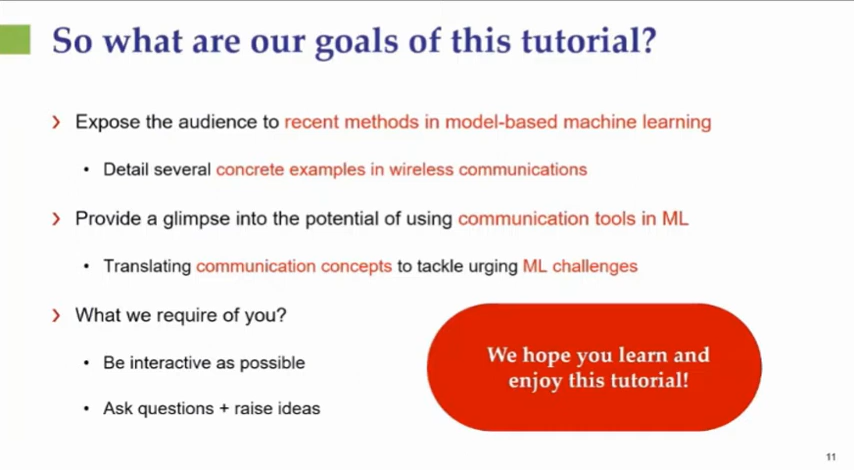 So what are our goals of this tutorial?
› Expose the audience to recent methods in model-based machine learning
• Detail several concrete examples in wireless communications
› Provide a glimpse into the potential of using communication tools in ML
• Translating communication concepts to tackle urging ML challenges
› What we require of you?
• Be interactive as possible
• Ask questions + raise ideas
We hope you learn and
enjoy this tutorial!
11